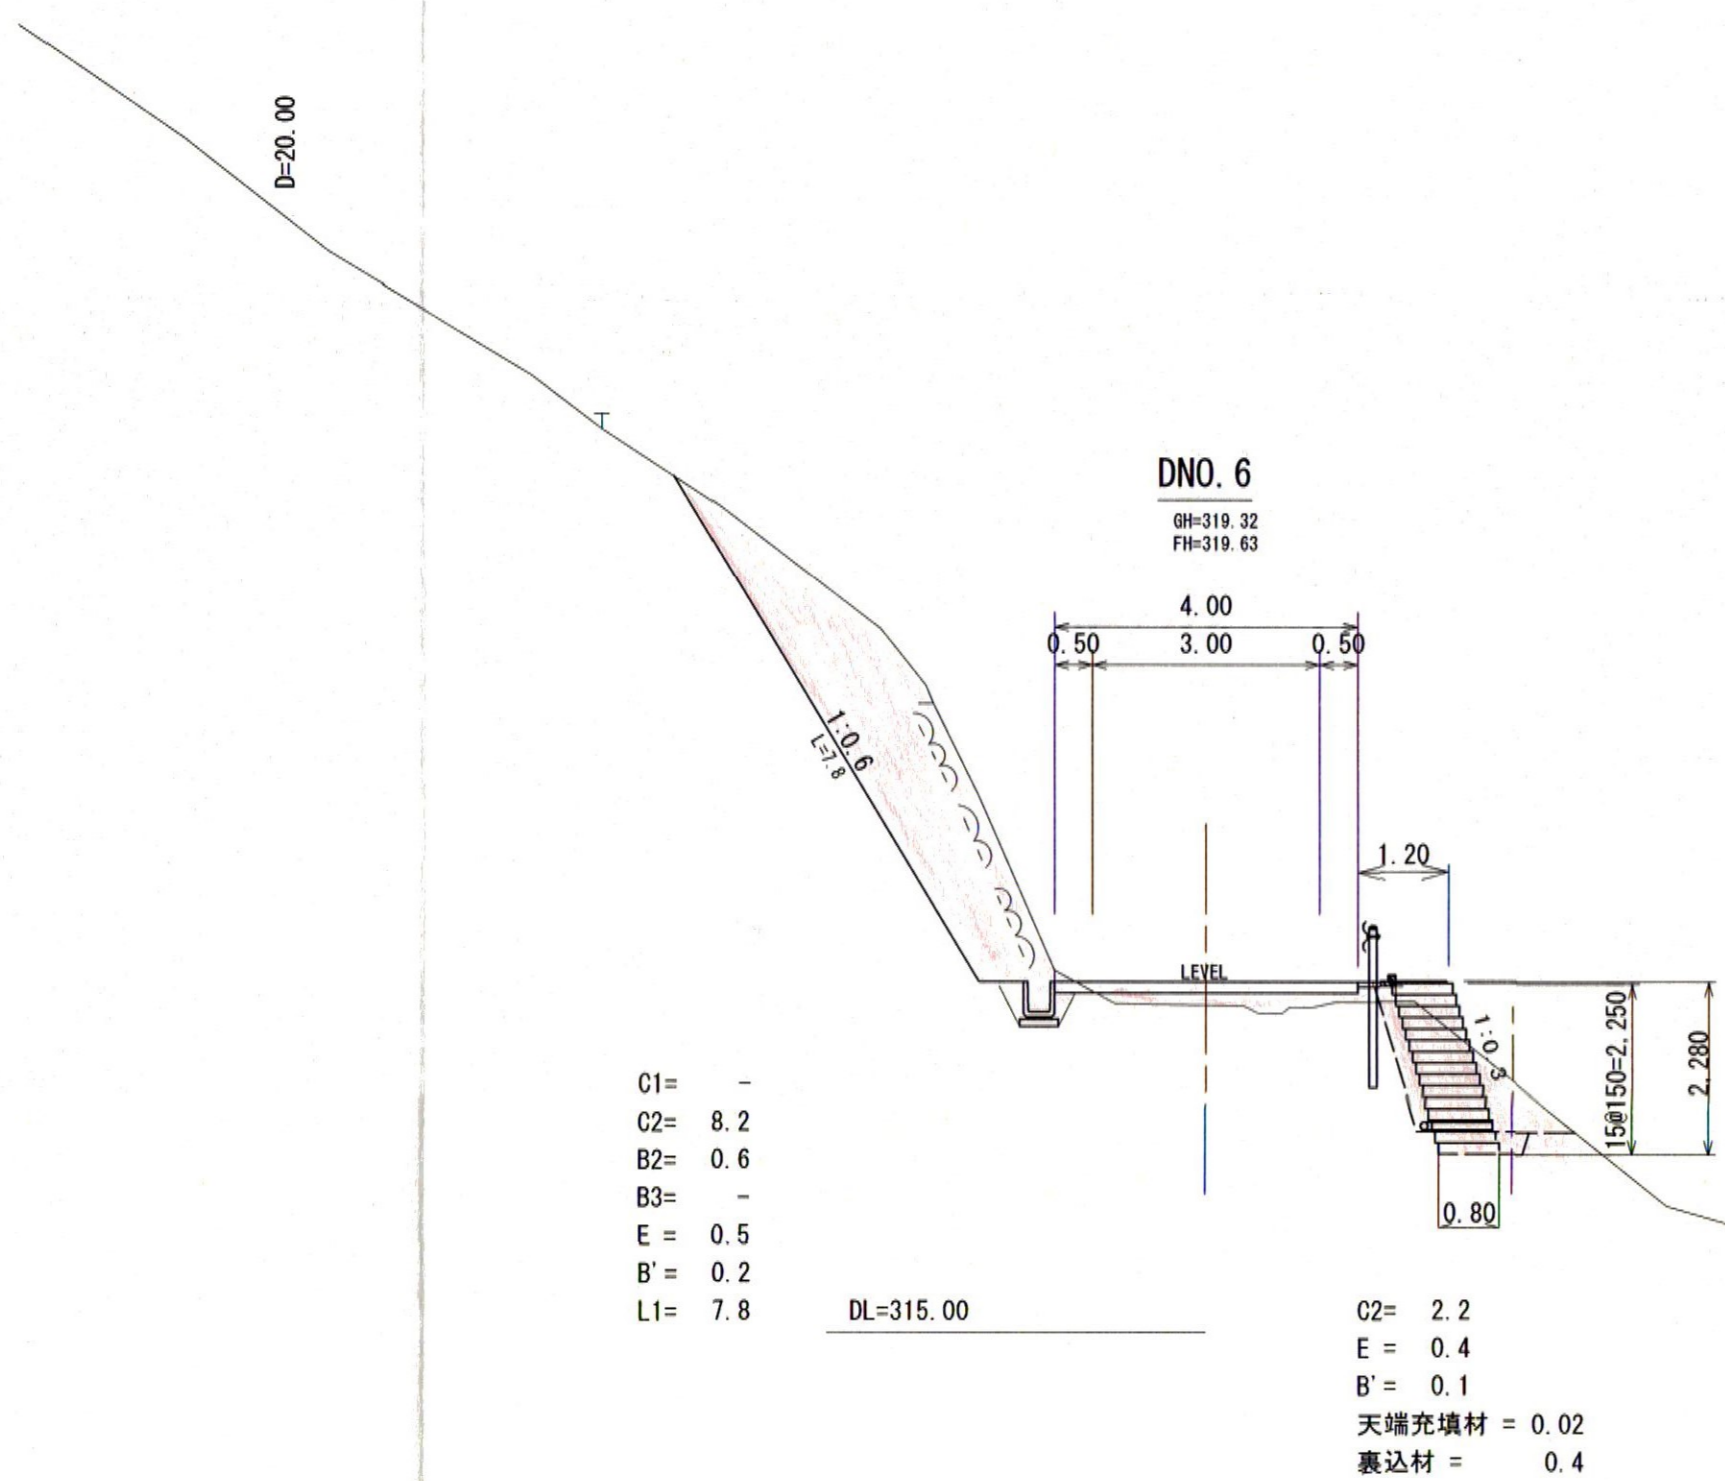 D=20.00
DNO. 6
GH=319.32
FH=319.63
4.00
0.50 3.00 0.50
1:0.6
L=7.8
1.20
LEVEL
1:0.3
15@150=2,250
2,280
0.80
C1= -
C2= 8.2
B2= 0.6
B3= -
E = 0.5
B'= 0.2
L1= 7.8
DL=315.00
C2= 2.2
E = 0.4
B'= 0.1
天端充填材 = 0.02
裏込材 = 0.4